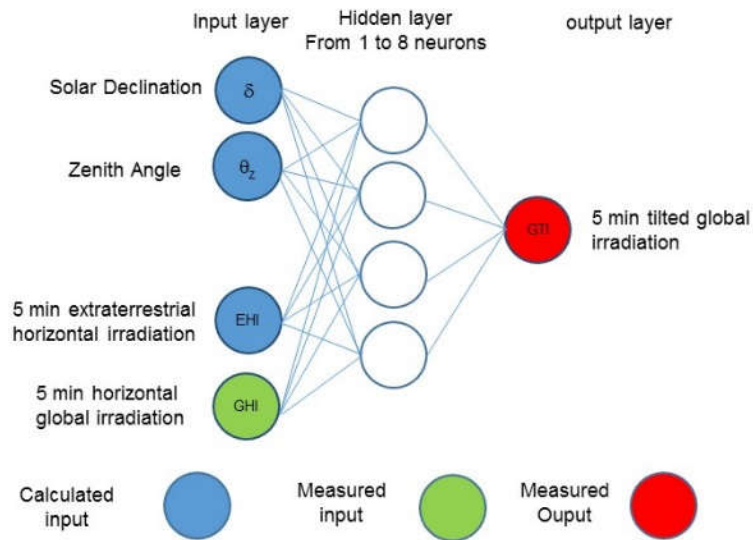 Input layer
Hidden layer
From 1 to 8 neurons
output layer
Solar Declination
δ
Zenith Angle
θz
GTI
5 min tilted global
irradiation
5 min extraterrestrial
horizontal irradiation
EHI
5 min horizontal
global irradiation
GHI
Calculated
input
Measured
input
Measured
Ouput